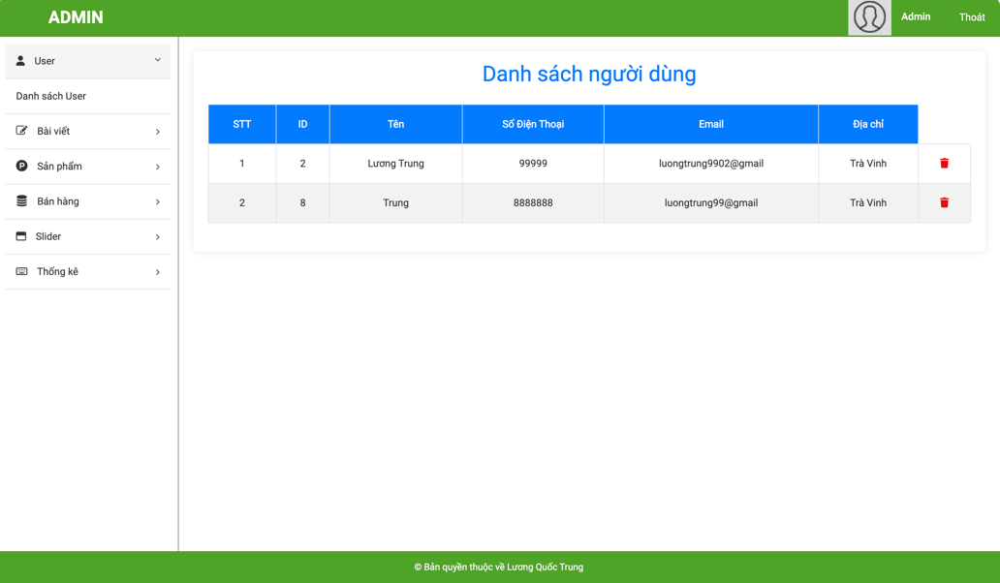 ADMIN
Admin
Thoát
User
Danh sách User
Bài viết
Sản phẩm
Bán hàng
Slider
Thống kê
Danh sách người dùng
STT ID Tên Số Điện Thoại Email Địa chỉ
1 2 Lương Trung 99999 luongtrung9902@gmail Trà Vinh
2 8 Trung 8888888 luongtrung99@gmail Trà Vinh
© Bản quyền thuộc về Lương Quốc Trung